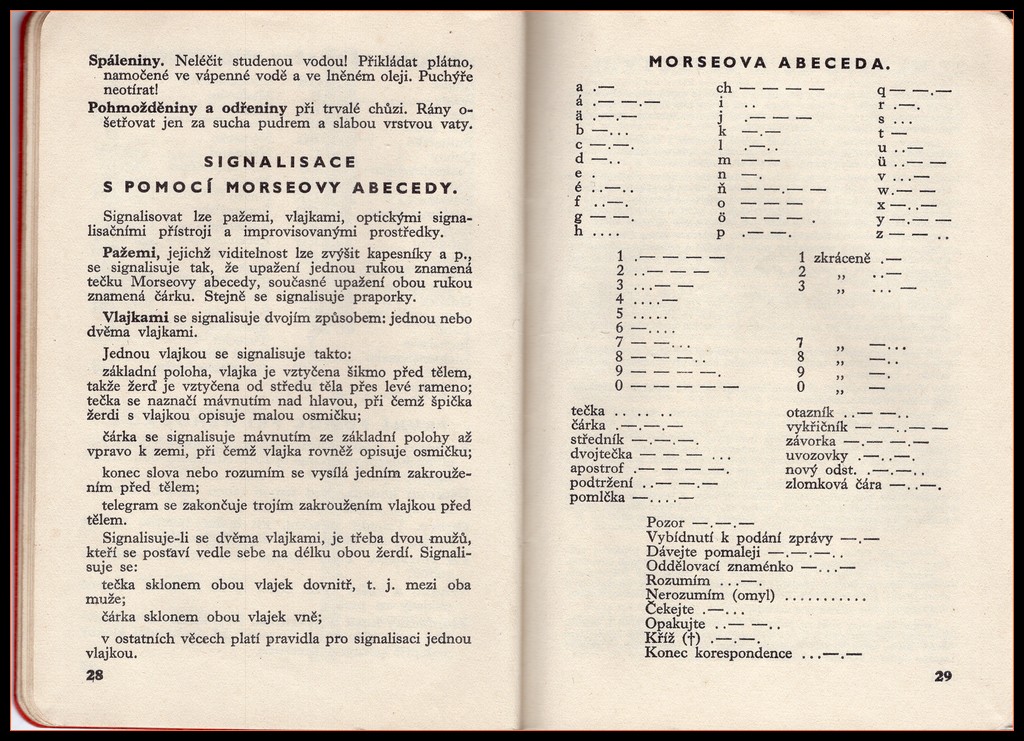 Spáleniny. Neléčit studenou vodou! Přikládat plátno,
namočené ve vápenné vodě a ve lněném oleji. Puchýře
neotírat!
Pohmožděniny a odřeniny při trvalé chůzi. Rány o-
šetřovat jen za sucha pudrem a slabou vrstvou vaty.
SIGNALISACE
S POMOCÍ MORSEOVY ABECEDY.
Signalisovat lze pažemi, vlajkami, optickými signa-
lisačními přístroji a improvisovanými prostředky.
Pažemi, jejichž viditelnost lze zvýšit kapesníky a p.,
se signalisuje tak, že upažení jednou rukou znamená
tečku Morseovy abecedy, současné upažení obou rukou
znamená čárku. Stejně se signalisuje praporky.
Vlajkami se signalisuje dvojím způsobem: jednou nebo
dvěma vlajkami.
Jednou vlajkou se signalisuje takto:
základní poloha, vlajka je vztyčena šikmo před tělem,
takže žerď je vztyčena od středu těla přes levé rameno;
tečka se naznačí mávnutím nad hlavou, při čemž špička
žerdi s vlajkou opisuje malou osmičku;
čárka se signalisuje mávnutím ze základní polohy až
vpravo k zemi, při čemž vlajka rovněž opisuje osmičku;
konec slova nebo rozumím se vysílá jedním zakrouže-
ním před tělem;
telegram se zakončuje trojím zakroužením vlajkou před
tělem.
Signalisuje-li se dvěma vlajkami, je třeba dvou mužů,
kteří se postaví vedle sebe na délku obou žerdí. Signali-
suje se:
tečka sklonem obou vlajek dovnitř, t. j. mezi oba
muže;
čárka sklonem obou vlajek vně;
v ostatních věcech platí pravidla pro signalisaci jednou
vlajkou.
28
MORSEOVA ABECEDA.
a .—
á .— — .—
ä .—.—
b —...
c —.—.
d —..
e .
é ..—..
f ..—.
g — —.
h ....
ch — — — —
i ..
j .— — —
k —.—
l .—..
m — —
n —.
ň — —.— —
o — — —
ö — — — .
p .— —.
q — —.—
r .—.
s ...
t —
u ..—
ü ..— —
v ...—
w .— —
x —..—
y —.— —
z — — ..
1 .— — — —
2 ..— — —
3 ...— —
4 ....—
5 .....
6 —....
7 — —...
8 — — —..
9 — — — —.
0 — — — — —
1 zkráceně .—
2 „ ..—
3 „ ... —
7 „ —...
8 „ —..
9 „ —.
0 „ —
tečka .. .. ..
čárka .—.—.—
středník —.—.—.
dvojtečka — — — ...
apostrof .— — — —.
podtržení ..— —.—
pomlčka —....—
otazník ..— —..
vykřičník — —..— —
závorka —.— —.—
uvozovky .—..—.
nový odst. .—.—..
zlomková čára —..—.
Pozor —.—.—
Vybídnutí k podání zprávy —.—
Dávejte pomaleji —.—.—..
Oddělovací znaménko —...—
Rozumím ...—.
Nerozumím (omyl) ...........
Čekejte .—...
Opakujte ..— —..
Kříž (†) .—.—.
Konec korespondence ...—.—
29